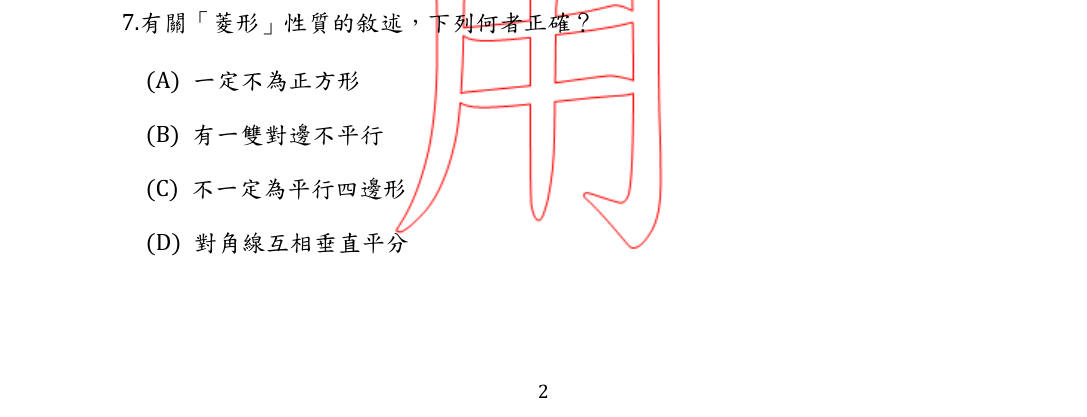 7.有關「菱形」性質的敘述，下列何者正確？
(A) 一定不為正方形
(B) 有一雙對邊不平行
(C) 不一定為平行四邊形
(D) 對角線互相垂直平分
2